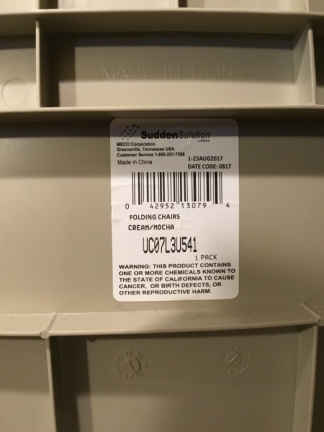 SuddenSolution
MECO Corporation
Greeneville, Tennessee USA
Customer Service 1-800-251-7558
Made in China
1-23AUG2017
DATE CODE: 0817
0 42952 13079 4
FOLDING CHAIRS
CREAM/MOCHA
UC07L3U541
1 PACK
WARNING: THIS PRODUCT CONTAINS
ONE OR MORE CHEMICALS KNOWN TO
THE STATE OF CALIFORNIA TO CAUSE
CANCER, OR BIRTH DEFECTS, OR
OTHER REPRODUCTIVE HARM.